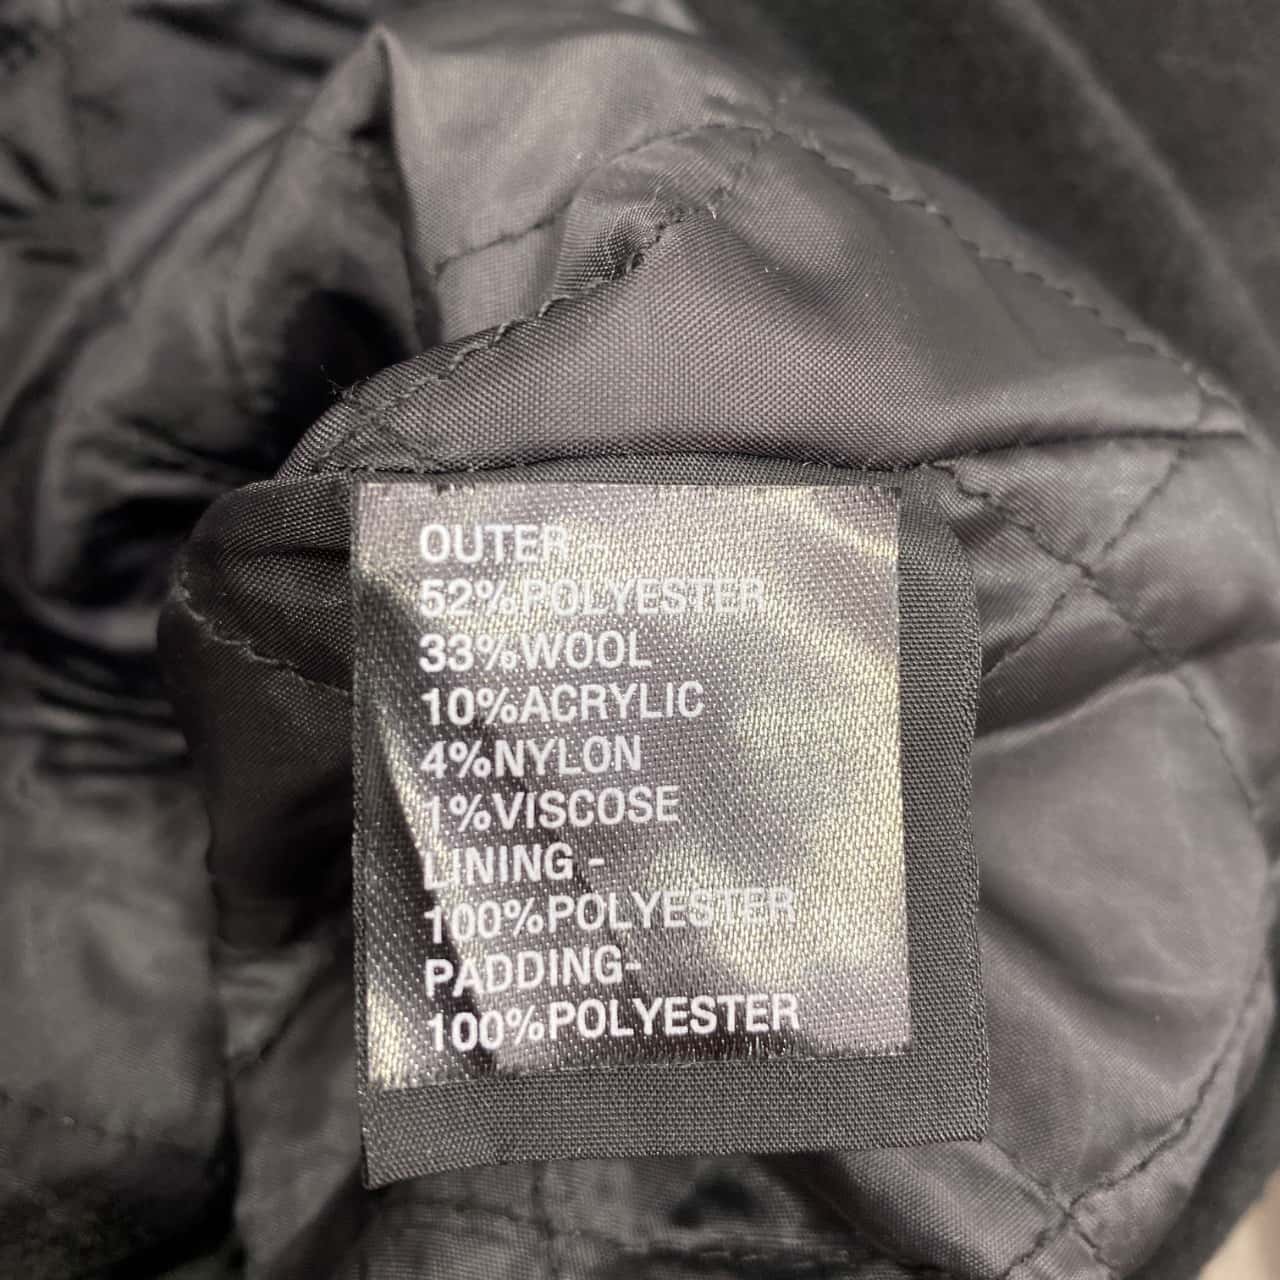 OUTER -
52%POLYESTER
33%WOOL
10%ACRYLIC
4%NYLON
1%VISCOSE
LINING -
100%POLYESTER
PADDING-
100%POLYESTER